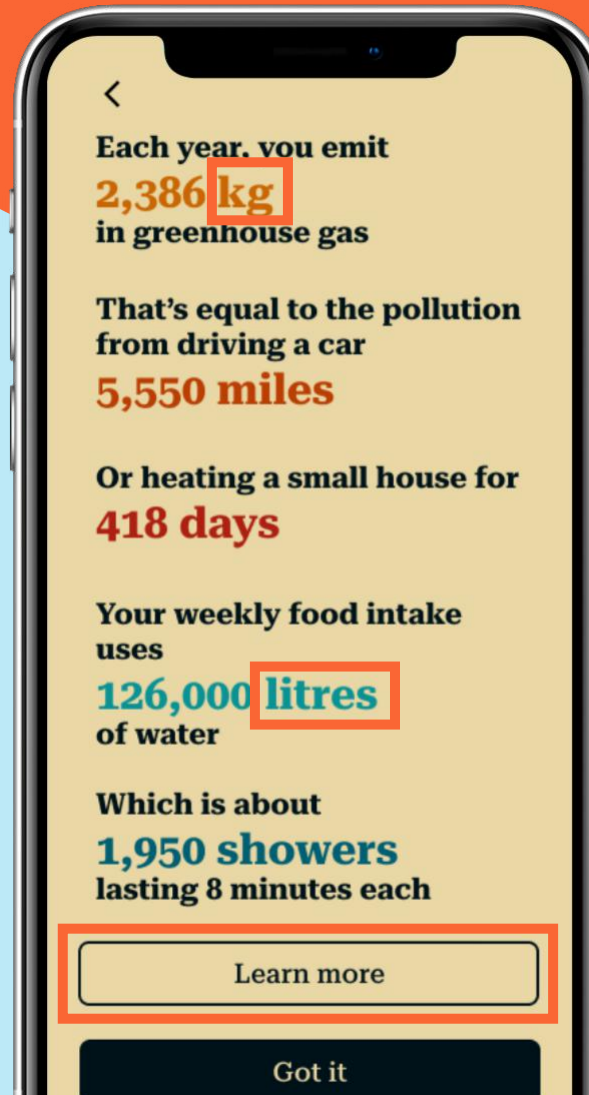 Each year, you emit
2,386 kg
in greenhouse gas
That's equal to the pollution
from driving a car
5,550 miles
Or heating a small house for
418 days
Your weekly food intake
uses
126,000 litres
of water
Which is about
1,950 showers
lasting 8 minutes each
Learn more
Got it